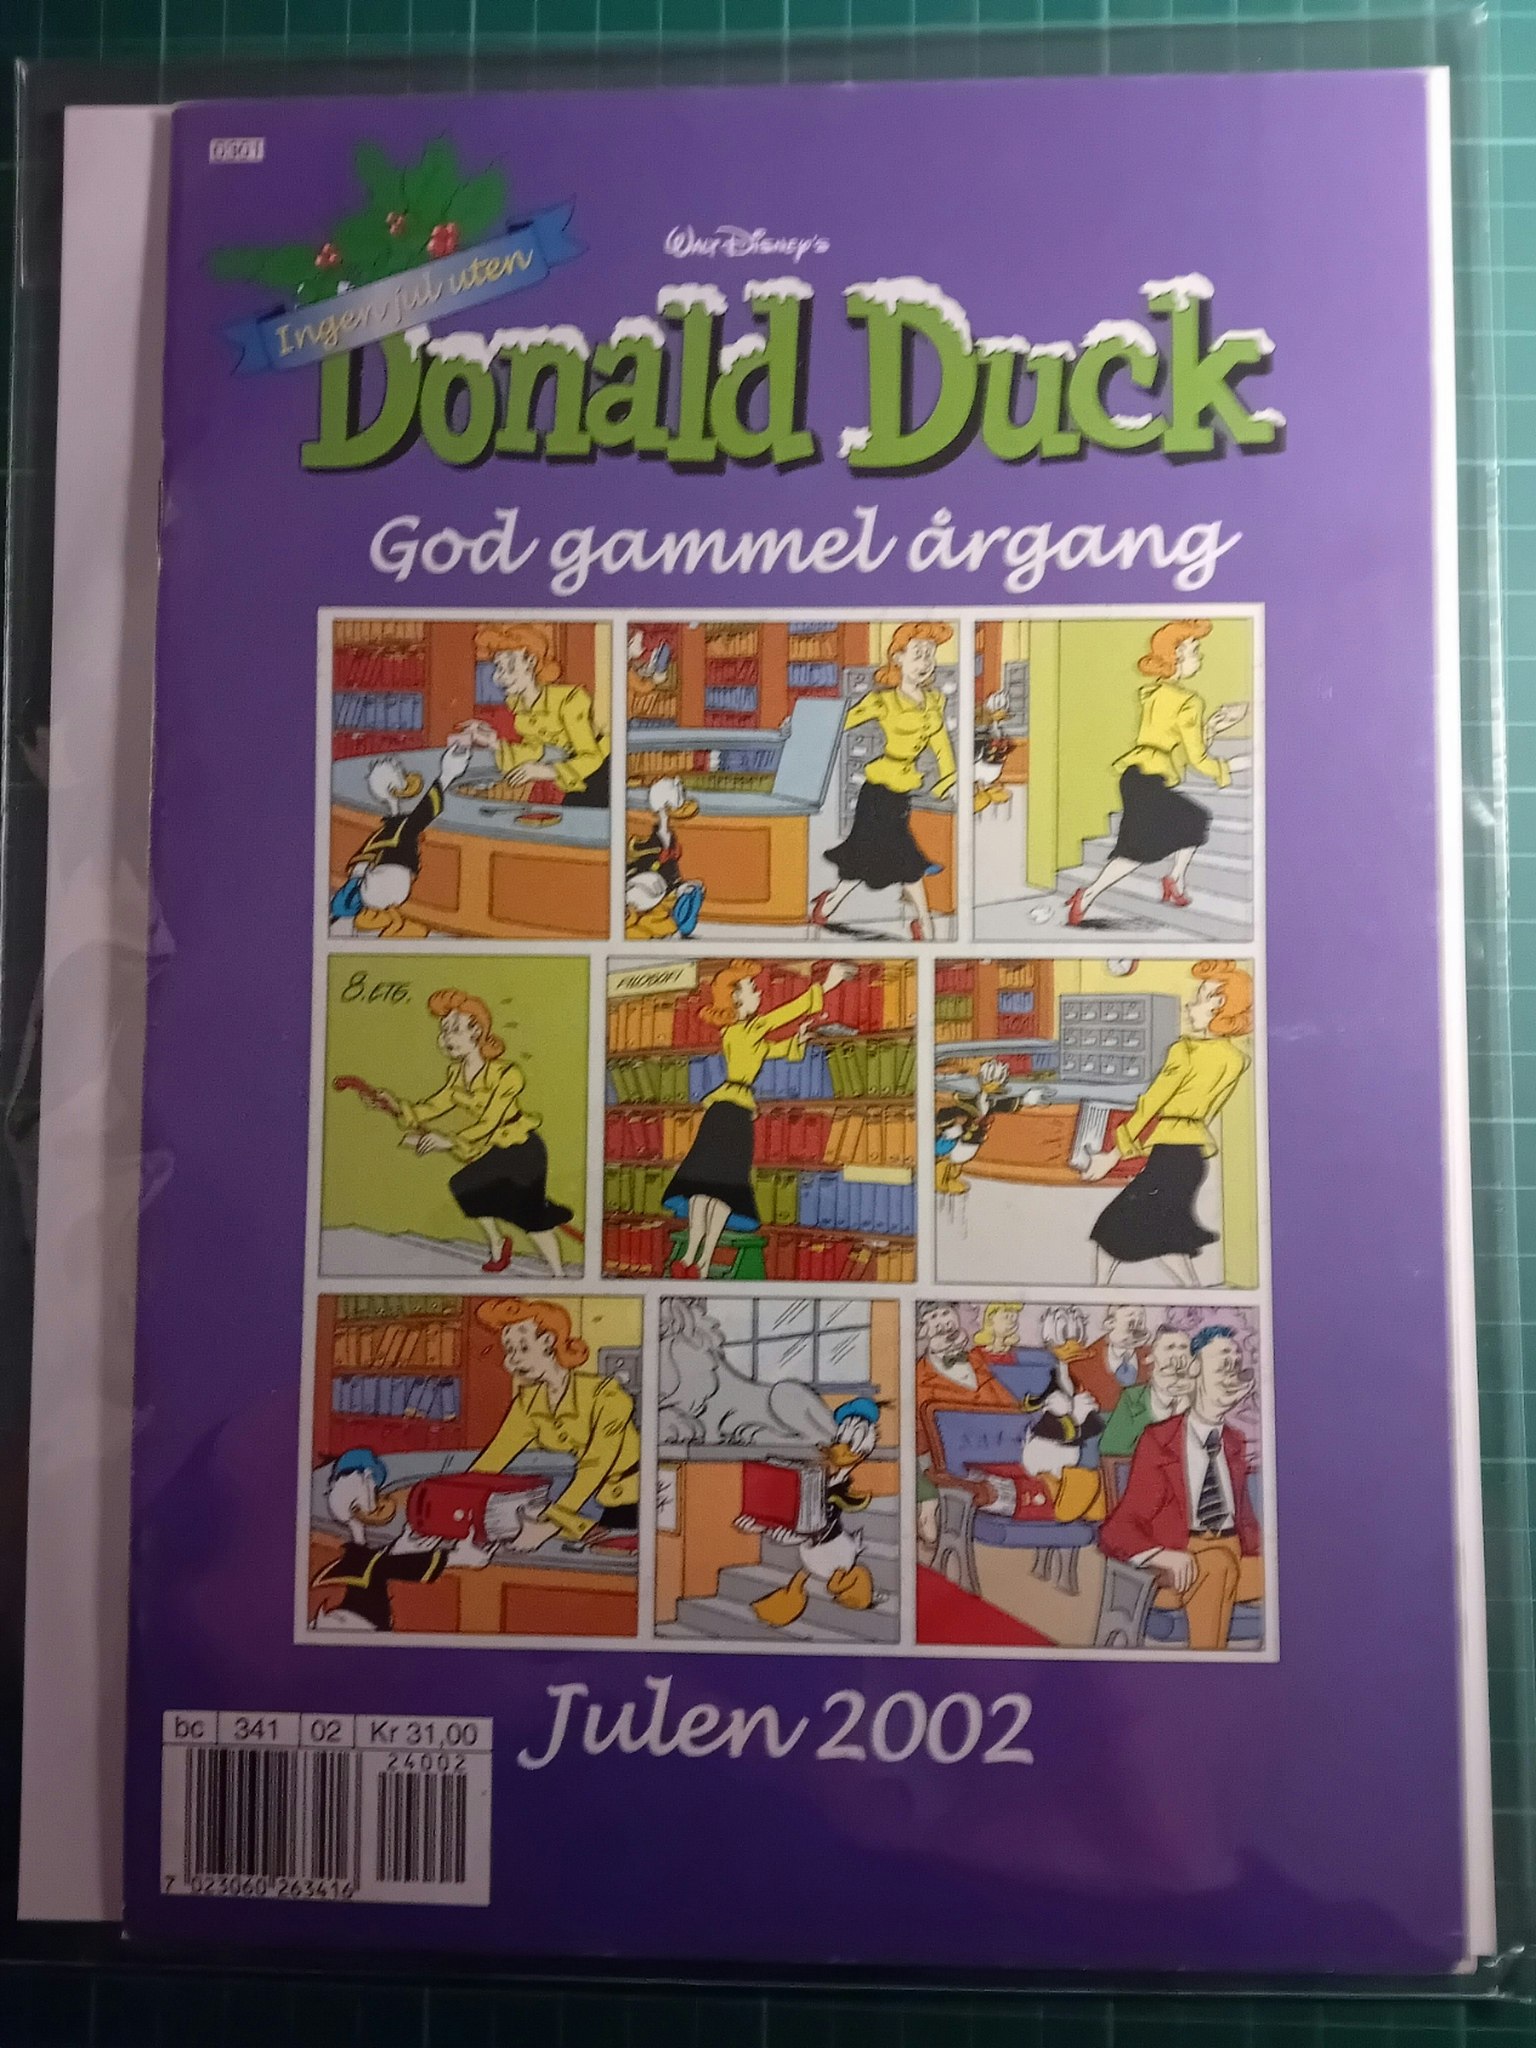 0301
Ingen jul uten
WALT DISNEY'S
Donald Duck
God gammel årgang
8. ETG.
FILOSOFI
Julen 2002
bc 341 02 Kr 31,00
24002
7 023060 263416